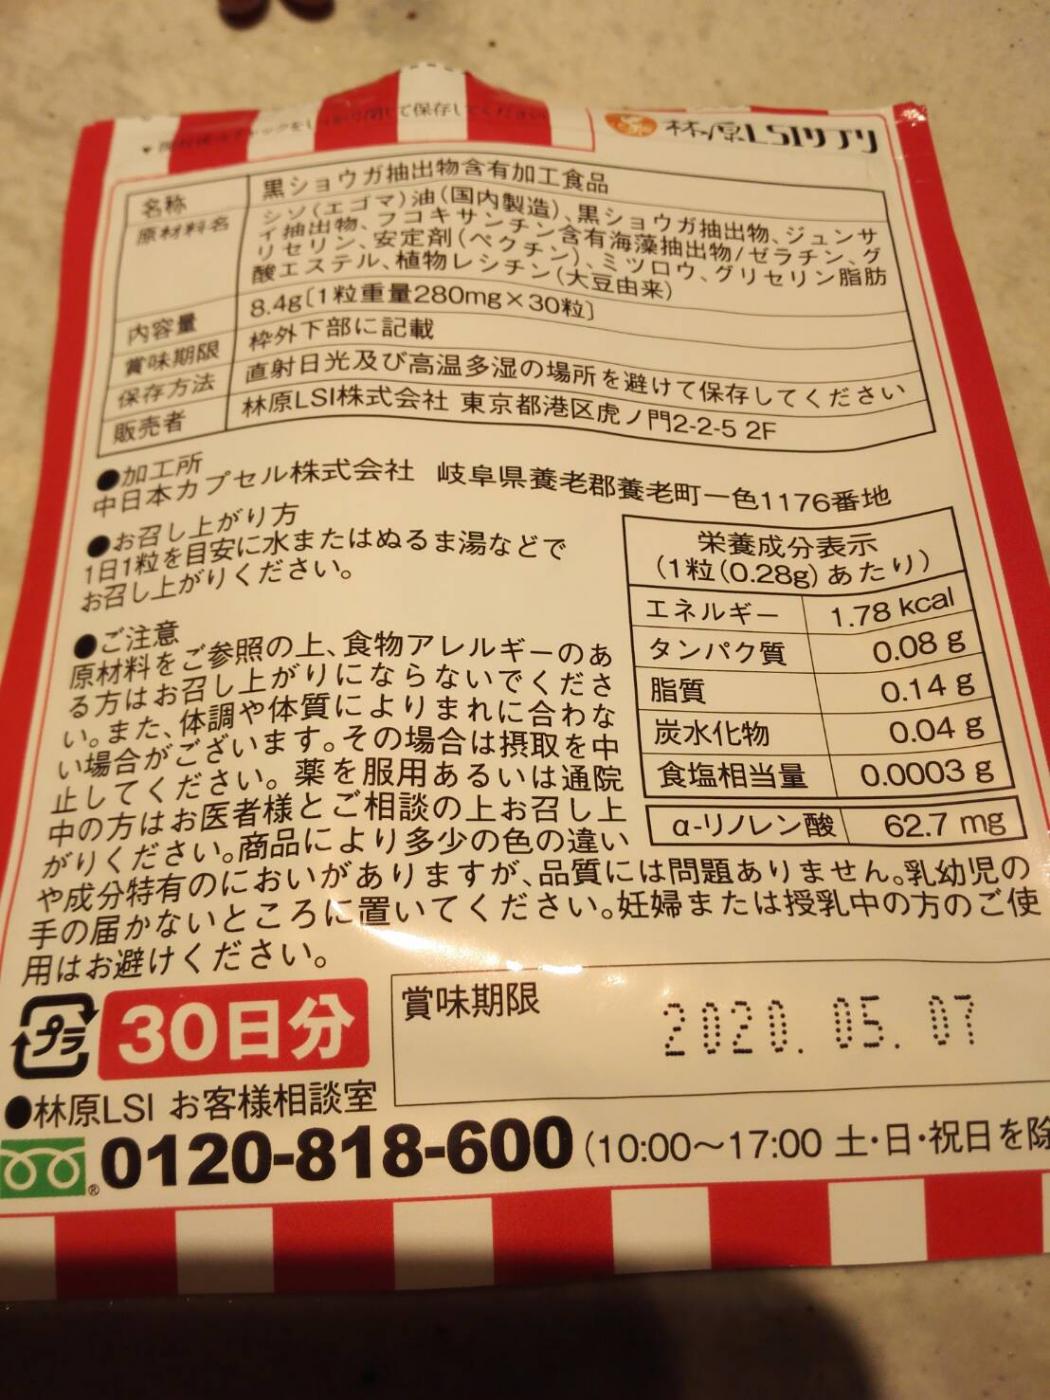 て保存してください
林原LSIサプリ
名称 黒ショウガ抽出物含有加工食品
原材料名 シソ(エゴマ)油(国内製造)、黒ショウガ抽出物、ジュンサ
イ抽出物、フコキサンチン含有海藻抽出物/ゼラチン、グ
リセリン、安定剤(ペクチン)、ミツロウ、グリセリン脂肪
酸エステル、植物レシチン(大豆由来)
内容量 8.4g〔1粒重量280mg×30粒〕
賞味期限 枠外下部に記載
保存方法 直射日光及び高温多湿の場所を避けて保存してください
販売者 林原LSI株式会社 東京都港区虎ノ門2-2-5 2F
●加工所
中日本カプセル株式会社 岐阜県養老郡養老町一色1176番地
●お召し上がり方
1日1粒を目安に水またはぬるま湯などで
お召し上がりください。
栄養成分表示
(1粒(0.28g)あたり)
エネルギー 1.78 kcal
タンパク質 0.08 g
脂質 0.14 g
炭水化物 0.04 g
食塩相当量 0.0003 g
α-リノレン酸 62.7 mg
●ご注意
原材料をご参照の上、食物アレルギーのあ
る方はお召し上がりにならないでくださ
い。また、体調や体質によりまれに合わな
い場合がございます。その場合は摂取を中
止してください。薬を服用あるいは通院
中の方はお医者様とご相談の上お召し上
がりください。商品により多少の色の違い
や成分特有のにおいがありますが、品質には問題ありません。乳幼児の
手の届かないところに置いてください。妊婦または授乳中の方のご使
用はお避けください。
プラ
30日分
賞味期限 2020.05.07
●林原LSI お客様相談室
0120-818-600(10:00～17:00 土・日・祝日を除